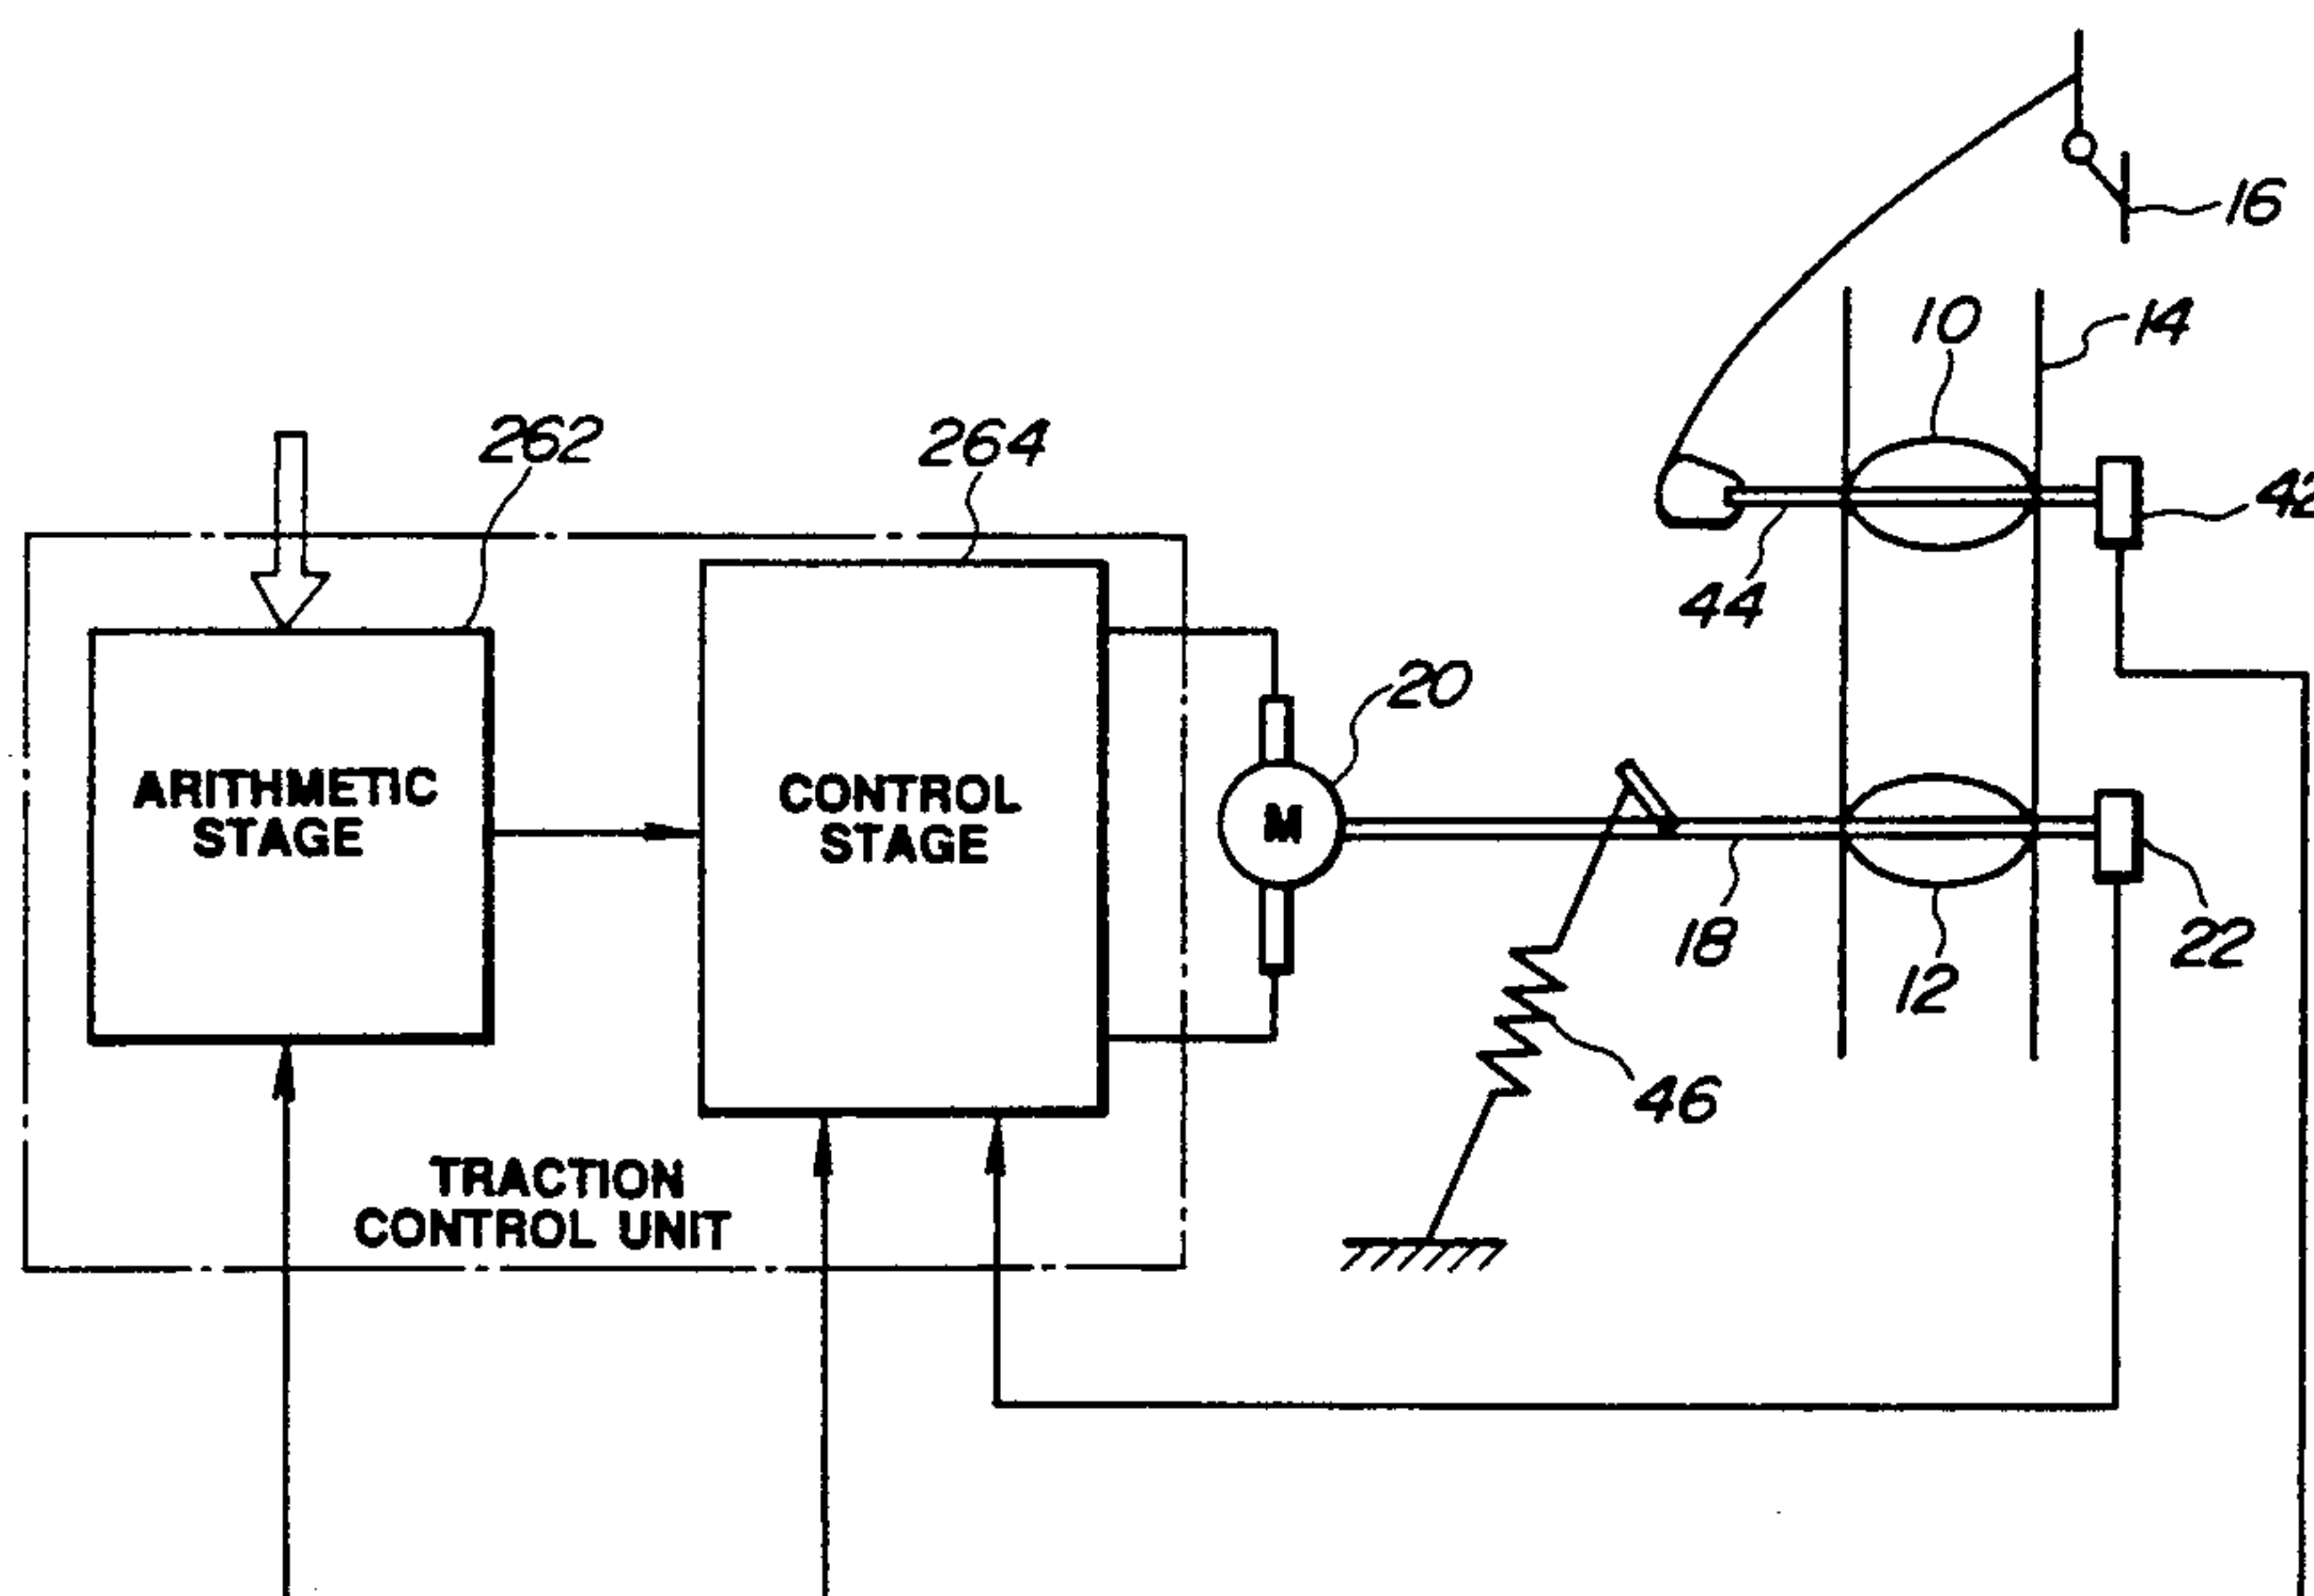 16
10
14
262
264
42
44
20
ARITHMETIC
STAGE
CONTROL
STAGE
M
18
22
12
46
TRACTION
CONTROL UNIT